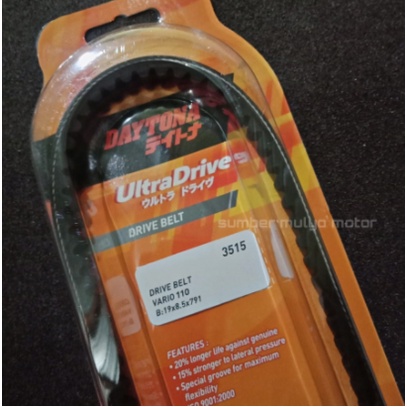 DAYTONA
デイトナ
UltraDrive
ウルトラ ドライヴ
DRIVE BELT
sumber mulyo motor
3515
DRIVE BELT
VARIO 110
B:19x8.5x791
FEATURES :
• 20% longer life against genuine
• 15% stronger to lateral pressure
• Special groove for maximum
flexibility
ISO 9001:2000